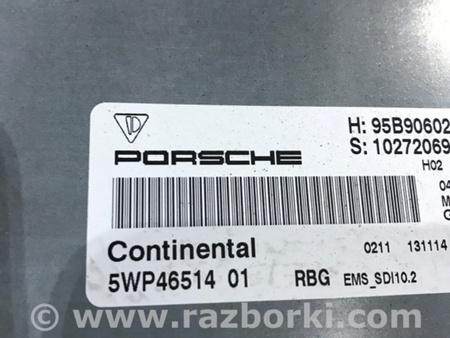 H: 95B90602
PORSCHE
S: 10272069
H02
04
M
G
Continental
0211 131114
5WP46514 01 RBG EMS_SDI10.2
© www.razborki.com